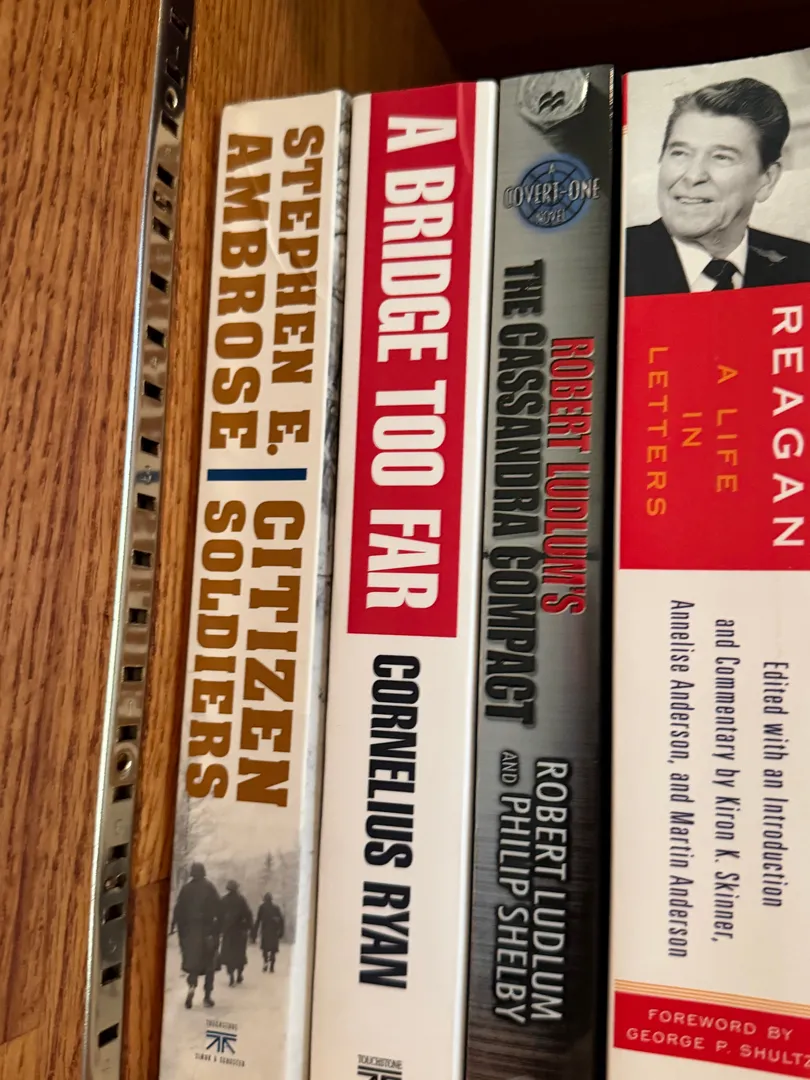 STEPHEN E.
AMBROSE
CITIZEN
SOLDIERS
TOUCHSTONE
A BRIDGE TOO FAR
CORNELIUS RYAN
TOUCHSTONE
A
COVERT-ONE
NOVEL
ROBERT LUDLUM'S
THE CASSANDRA COMPACT
ROBERT LUDLUM
AND PHILIP SHELBY
REAGAN
A LIFE
IN
LETTERS
Edited with an Introduction
and Commentary by Kiron K. Skinner,
Annelise Anderson, and Martin Anderson
FOREWORD BY
GEORGE P. SHULTZ